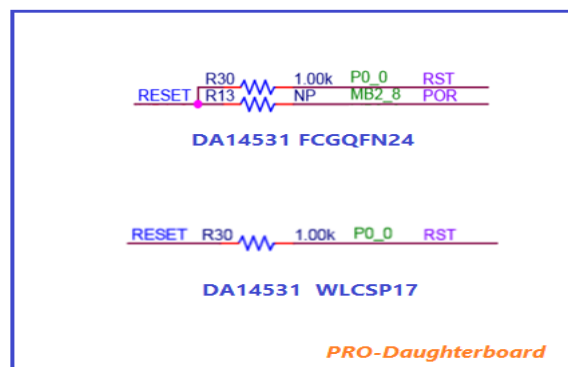 R30 1.00k P0_0 RST
RESET R13 NP MB2_8 POR
DA14531 FCGQFN24
RESET R30 1.00k P0_0 RST
DA14531 WLCSP17
PRO-Daughterboard